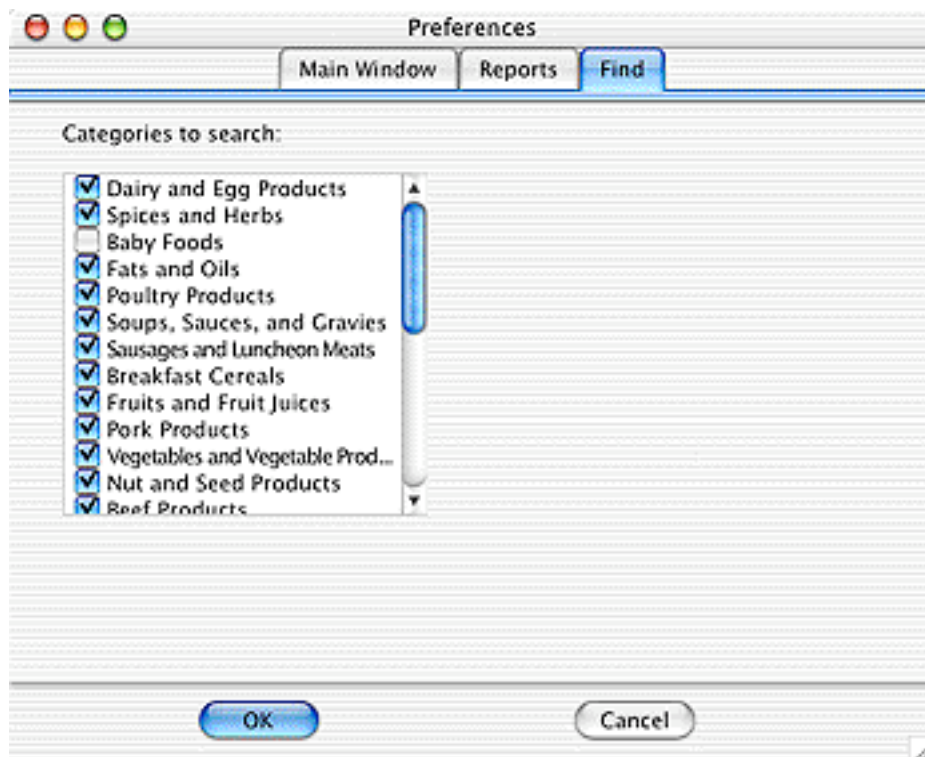 Preferences
Main Window Reports Find
Categories to search:
Dairy and Egg Products
Spices and Herbs
Baby Foods
Fats and Oils
Poultry Products
Soups, Sauces, and Gravies
Sausages and Luncheon Meats
Breakfast Cereals
Fruits and Fruit Juices
Pork Products
Vegetables and Vegetable Prod...
Nut and Seed Products
Beef Products
OK Cancel